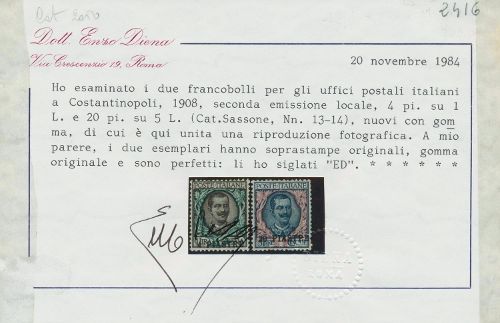 2416
Dott. Enzo Diena
Via Crescenzio 19, Roma
20 novembre 1984
Ho esaminato i due francobolli per gli uffici postali italiani
a Costantinopoli, 1908, seconda emissione locale, 4 pi. su 1
L. e 20 pi. su 5 L. (Cat.Sassone, Nn. 13-14), nuovi con gom
ma, di cui è qui unita una riproduzione fotografica. A mio
parere, i due esemplari hanno soprastampe originali, gomma
originale e sono perfetti: li ho siglati "ED". * * * * * *
POSTE ITALIANE POSTE ITALIANE